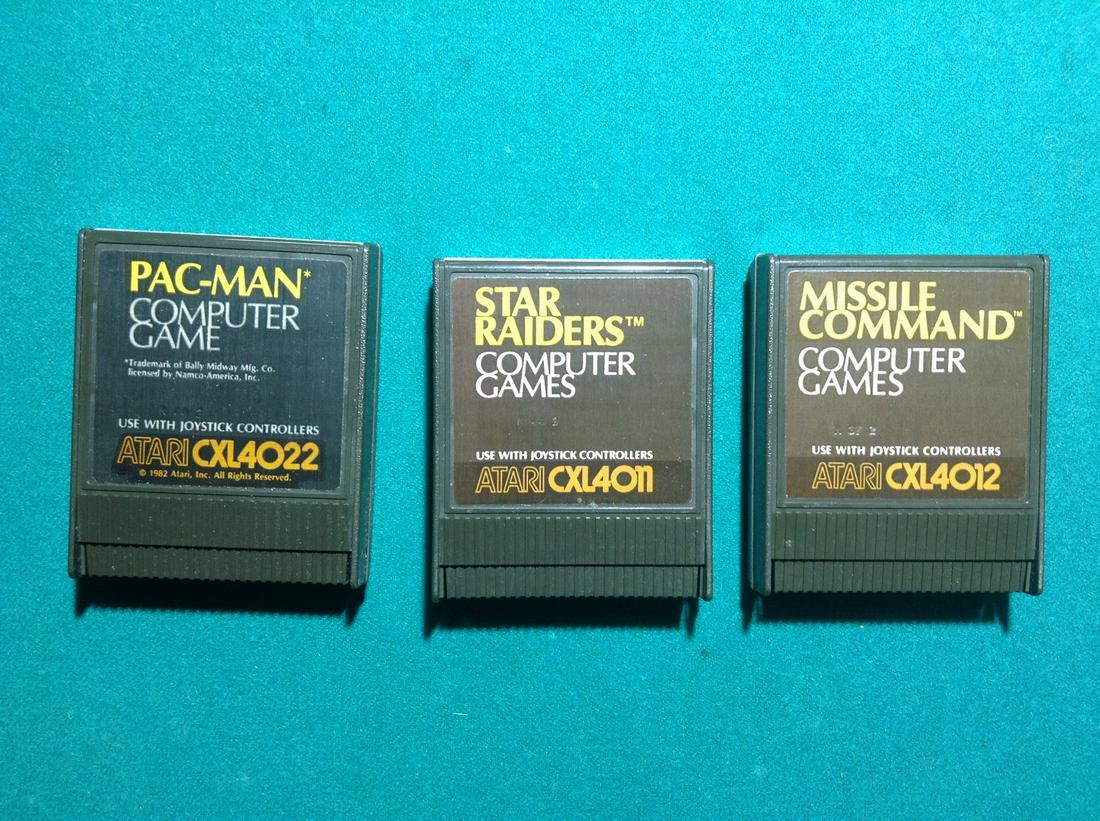 PAC-MAN*
COMPUTER
GAME
*Trademark of Bally Midway Mfg. Co.
licensed by Namco-America, Inc.
USE WITH JOYSTICK CONTROLLERS
ATARI CXL4022
© 1982 Atari, Inc. All Rights Reserved.
STAR
RAIDERS™
COMPUTER
GAMES
USE WITH JOYSTICK CONTROLLERS
ATARI CXL4011
MISSILE
COMMAND™
COMPUTER
GAMES
USE WITH JOYSTICK CONTROLLERS
ATARI CXL4012